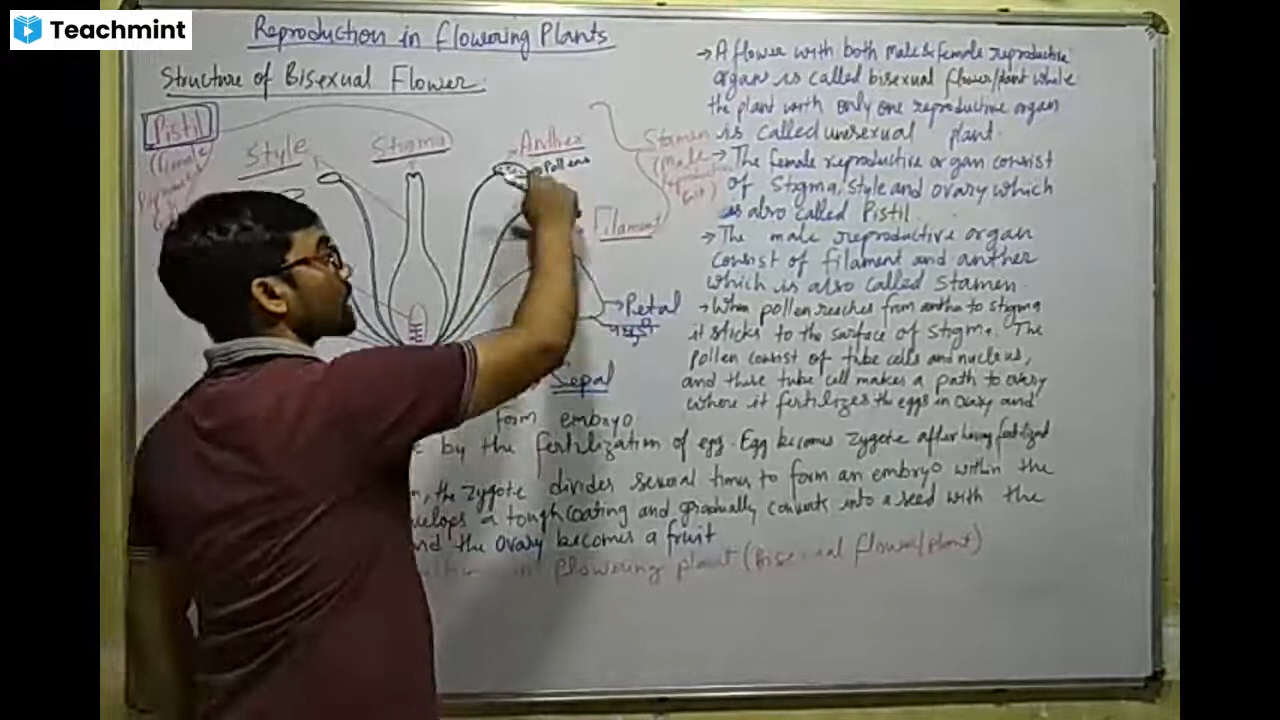 Teachmint
Reproduction in Flowering Plants
Structure of Bisexual Flower
Pistil
(Female
Style
Stigma
Anther
Pollens
Stamen
(male
reproductive
Filament
Petal
Sepal
→ A flower with both male & female reproductive
organ is called bisexual flower/plant while
the plant with only one reproductive organ
is called unisexual plant.
→ The female reproductive organ consist
of Stigma, style and ovary which
is also called Pistil
→ The male reproductive organ
consist of filament and anther
which is also called Stamen.
→ When pollen reaches from anther to stigma
it sticks to the surface of stigma. The
pollen consist of tube cells and nucleus,
and these tube cell makes a path to ovary
where it fertilizes the eggs in ovary and
form embryo
by the fertilization of egg. Egg becomes zygote after having fertilized
the zygote divides several times to form an embryo within the
a tough coating and gradually converts into a seed with the
the ovary becomes a fruit
in flowering plant (Bisexual flower/plant)